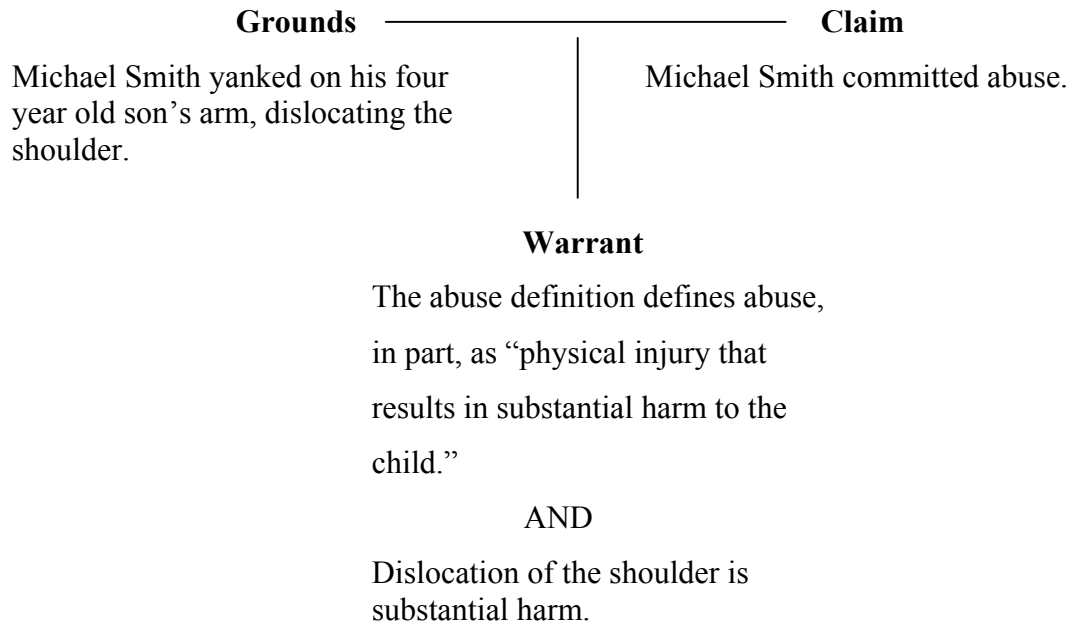 Grounds
Claim
Michael Smith yanked on his four
year old son’s arm, dislocating the
shoulder.
Michael Smith committed abuse.
Warrant
The abuse definition defines abuse,
in part, as “physical injury that
results in substantial harm to the
child.”
AND
Dislocation of the shoulder is
substantial harm.